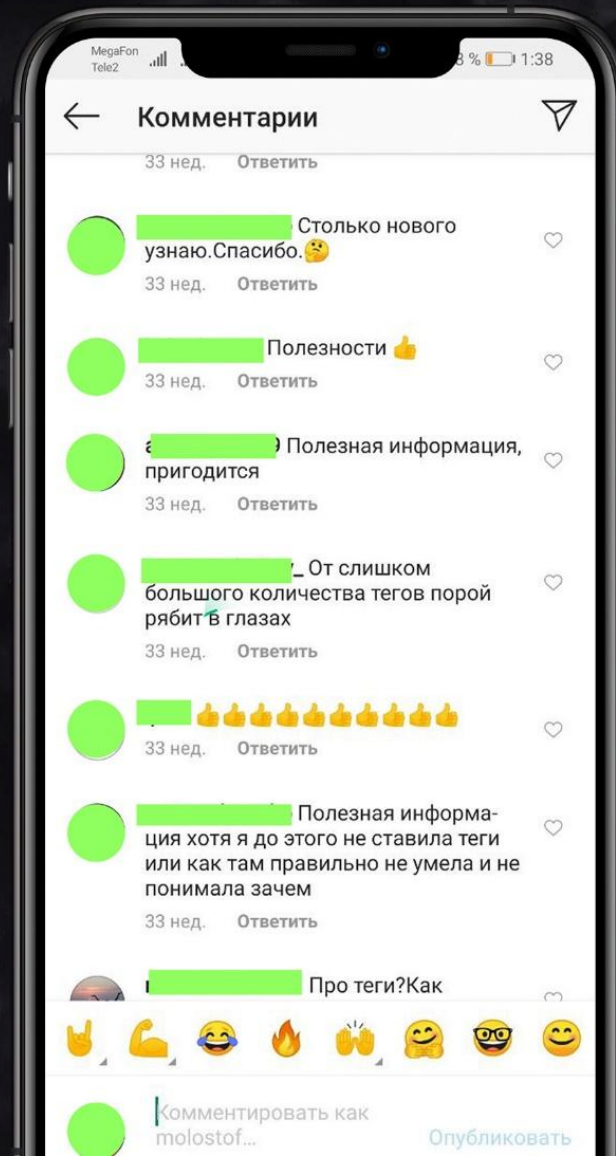 MegaFon
Tele2
% 1:38
Комментарии
33 нед. Ответить
Столько нового
узнаю.Спасибо.🤔
33 нед. Ответить
Полезности 👍
33 нед. Ответить
Полезная информация,
пригодится
33 нед. Ответить
_ От слишком
большого количества тегов порой
рябит в глазах
33 нед. Ответить
👍👍👍👍👍👍👍👍👍👍
33 нед. Ответить
Полезная информа-
ция хотя я до этого не ставила теги
или как там правильно не умела и не
понимала зачем
33 нед. Ответить
Про теги?Как
🤘💪😂🔥🙌🤗🤓😊
Комментировать как
molostof...
Опубликовать